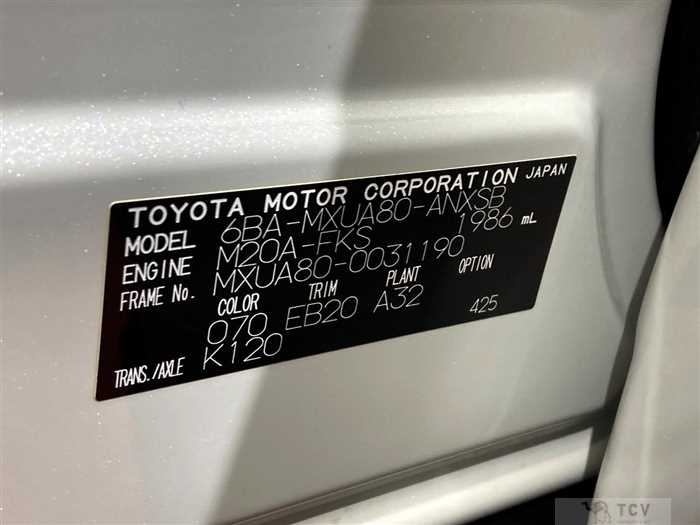 TOYOTA MOTOR CORPORATION JAPAN
MODEL 6BA-MXUA80-ANXSB
ENGINE M20A-FKS 1986 mL
FRAME No. MXUA80-0031190
COLOR TRIM PLANT OPTION
070 EB20 A32 425
TRANS./AXLE K120
TCV